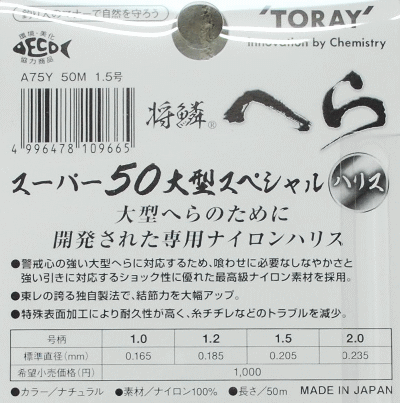 釣り人のマナーで自然を守ろう
'TORAY'
Innovation by Chemistry
環境・美化
ECO
協力商品
A75Y 50M 1.5号
4 996478 109665
将鱗® へら
スーパー50大型スペシャル ハリス
大型へらのために
開発された専用ナイロンハリス
●警戒心の強い大型へらに対応するため、喰わせに必要なしなやかさと
強い引きに対応するショック性に優れた最高級ナイロン素材を採用。
●東レの誇る独自製法で、結節力を大幅アップ。
●特殊表面加工により耐久性が高く、糸チヂレなどのトラブルを減少。
号柄 1.0 1.2 1.5 2.0
標準直径(mm) 0.165 0.185 0.205 0.235
希望小売価格(円) 1,000
●カラー/ナチュラル ●素材/ナイロン100% ●長さ/50m MADE IN JAPAN